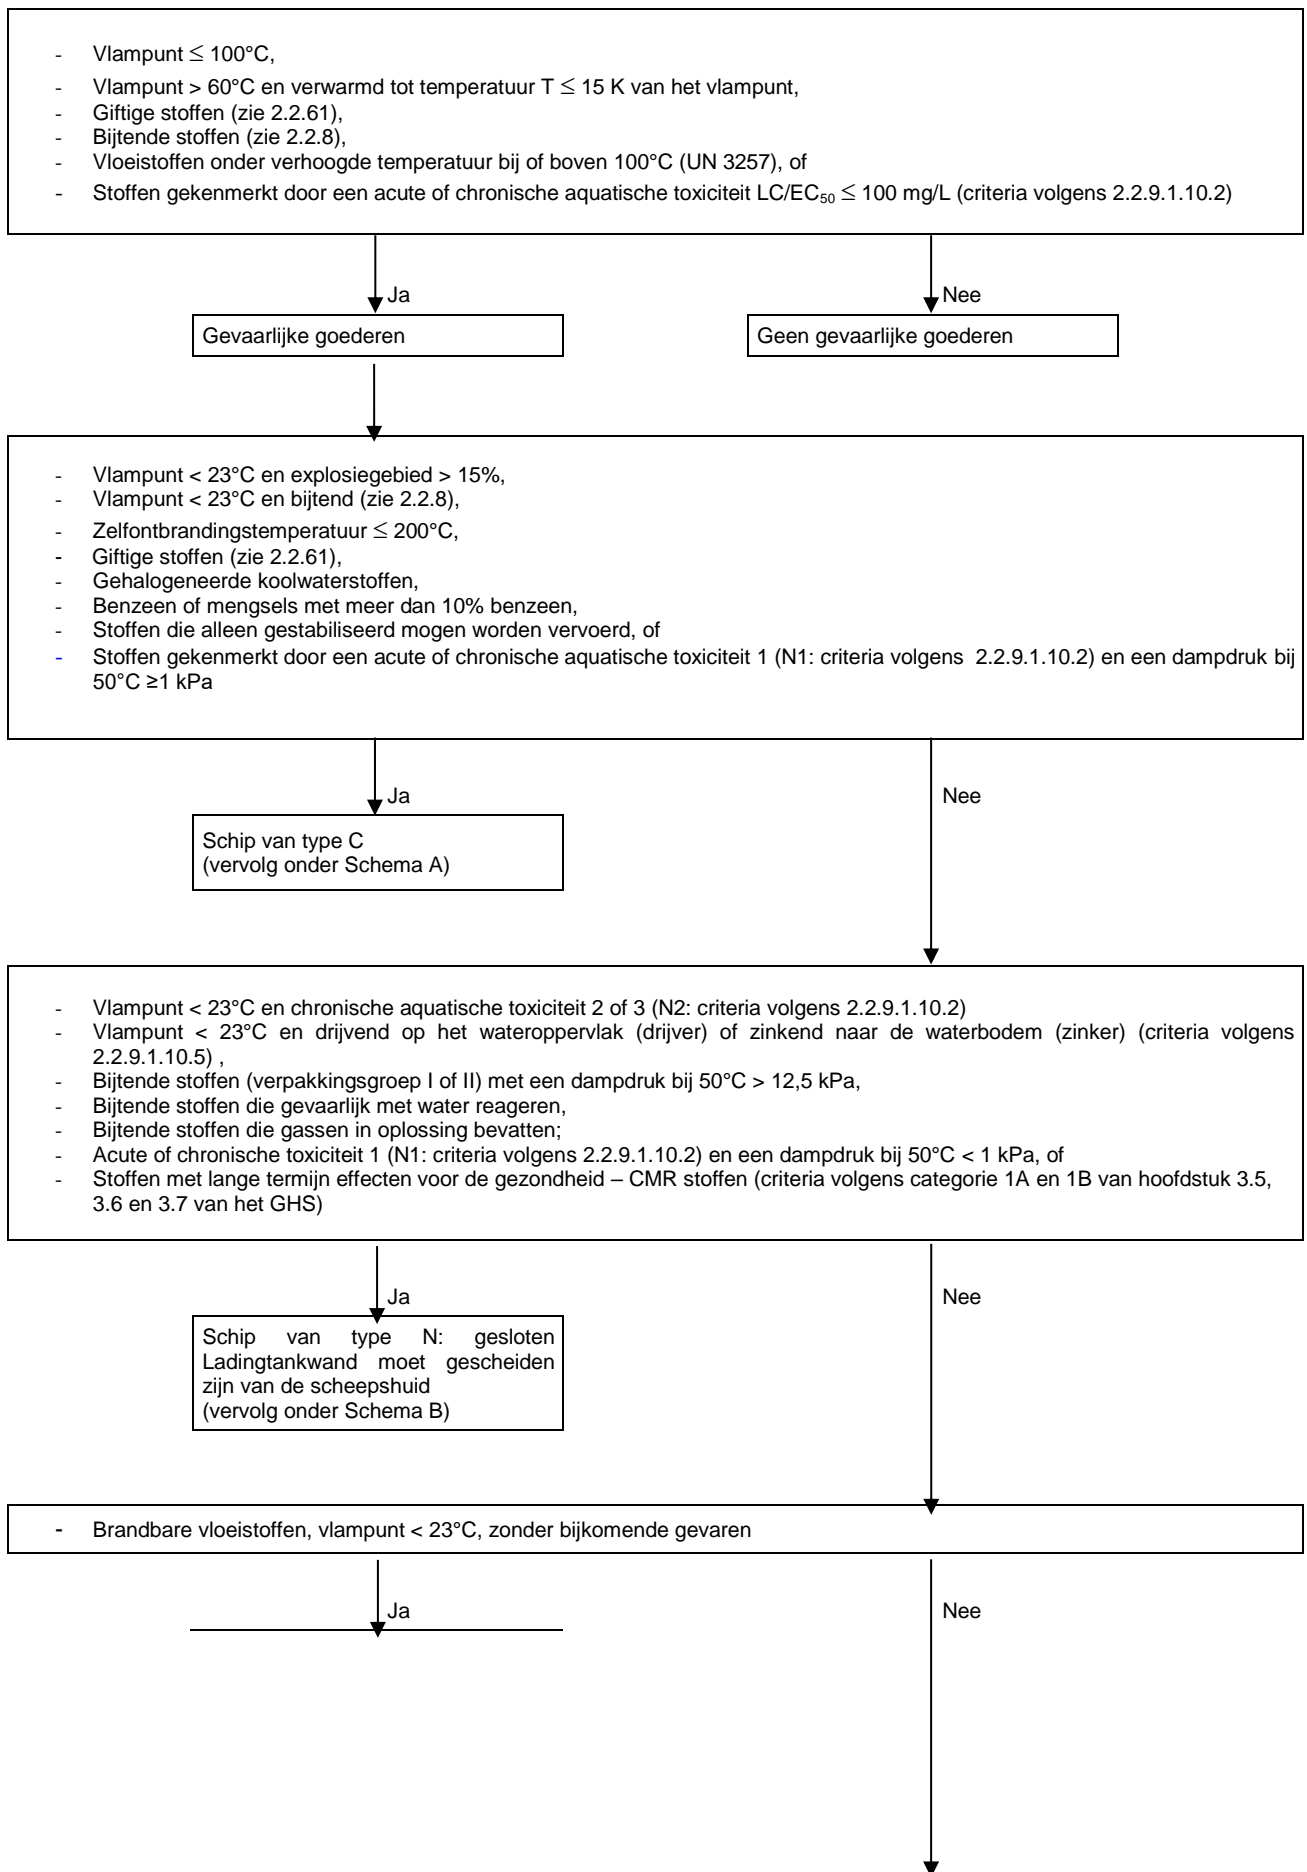 - Vlampunt ≤ 100°C,
- Vlampunt > 60°C en verwarmd tot temperatuur T ≤ 15 K van het vlampunt,
- Giftige stoffen (zie 2.2.61),
- Bijtende stoffen (zie 2.2.8),
- Vloeistoffen onder verhoogde temperatuur bij of boven 100°C (UN 3257), of
- Stoffen gekenmerkt door een acute of chronische aquatische toxiciteit LC/EC50 ≤ 100 mg/L (criteria volgens 2.2.9.1.10.2)
Ja
Nee
Gevaarlijke goederen
Geen gevaarlijke goederen
- Vlampunt < 23°C en explosiegebied > 15%,
- Vlampunt < 23°C en bijtend (zie 2.2.8),
- Zelfontbrandingstemperatuur ≤ 200°C,
- Giftige stoffen (zie 2.2.61),
- Gehalogeneerde koolwaterstoffen,
- Benzeen of mengsels met meer dan 10% benzeen,
- Stoffen die alleen gestabiliseerd mogen worden vervoerd, of
- Stoffen gekenmerkt door een acute of chronische aquatische toxiciteit 1 (N1: criteria volgens 2.2.9.1.10.2) en een dampdruk bij
50°C ≥1 kPa
Ja
Nee
Schip van type C
(vervolg onder Schema A)
- Vlampunt < 23°C en chronische aquatische toxiciteit 2 of 3 (N2: criteria volgens 2.2.9.1.10.2)
- Vlampunt < 23°C en drijvend op het wateroppervlak (drijver) of zinkend naar de waterbodem (zinker) (criteria volgens
2.2.9.1.10.5) ,
- Bijtende stoffen (verpakkingsgroep I of II) met een dampdruk bij 50°C > 12,5 kPa,
- Bijtende stoffen die gevaarlijk met water reageren,
- Bijtende stoffen die gassen in oplossing bevatten;
- Acute of chronische toxiciteit 1 (N1: criteria volgens 2.2.9.1.10.2) en een dampdruk bij 50°C < 1 kPa, of
- Stoffen met lange termijn effecten voor de gezondheid – CMR stoffen (criteria volgens categorie 1A en 1B van hoofdstuk 3.5,
3.6 en 3.7 van het GHS)
Ja
Nee
Schip van type N: gesloten
Ladingtankwand moet gescheiden
zijn van de scheepshuid
(vervolg onder Schema B)
- Brandbare vloeistoffen, vlampunt < 23°C, zonder bijkomende gevaren
Ja
Nee